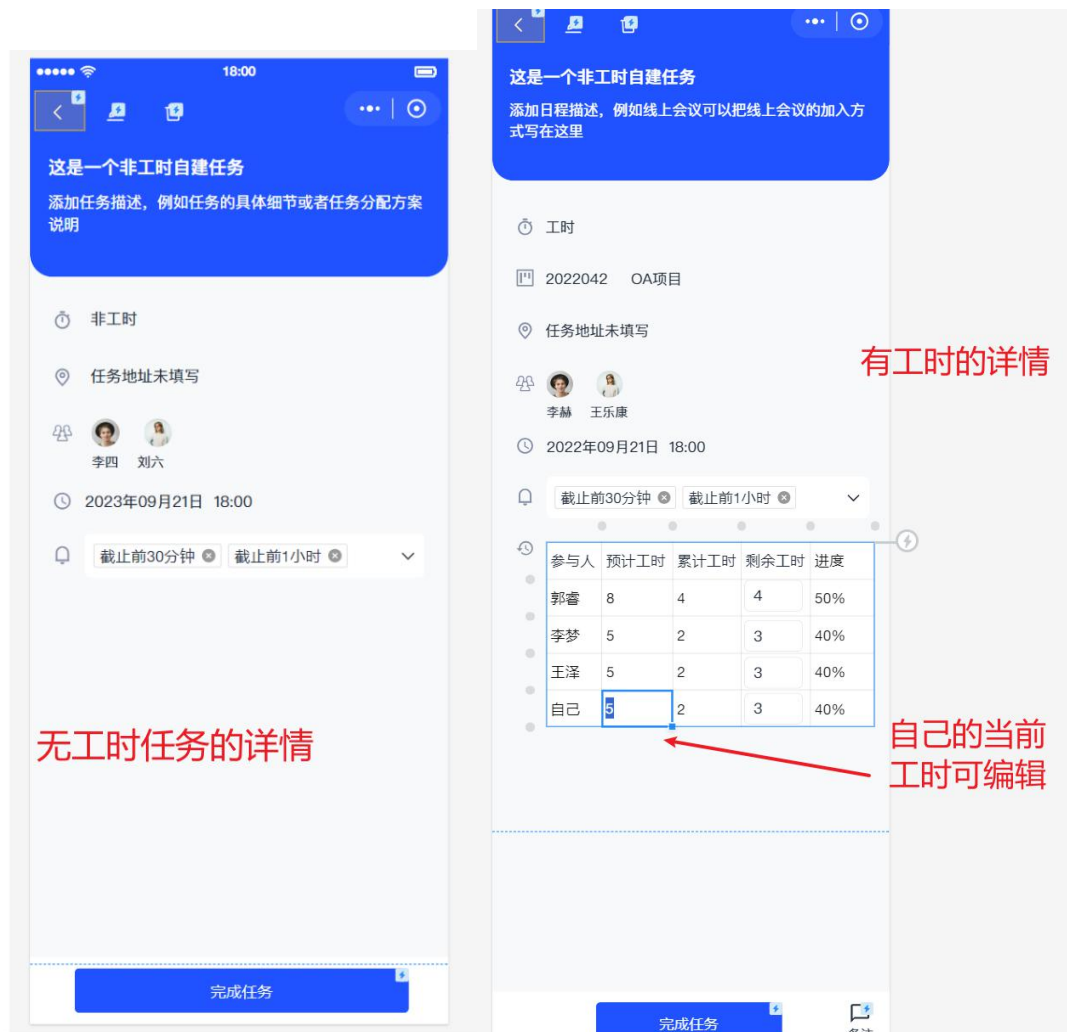 18:00
这是一个非工时自建任务
添加任务描述，例如任务的具体细节或者任务分配方案
说明
非工时
任务地址未填写
李四 刘六
2023年09月21日 18:00
截止前30分钟 截止前1小时
无工时任务的详情
完成任务
这是一个非工时自建任务
添加日程描述，例如线上会议可以把线上会议的加入方
式写在这里
工时
2022042 OA项目
任务地址未填写
李赫 王乐康
2022年09月21日 18:00
截止前30分钟 截止前1小时
参与人 预计工时 累计工时 剩余工时 进度
郭睿 8 4 4 50%
李梦 5 2 3 40%
王泽 5 2 3 40%
自己 5 2 3 40%
有工时的详情
自己的当前
工时可编辑
完成任务